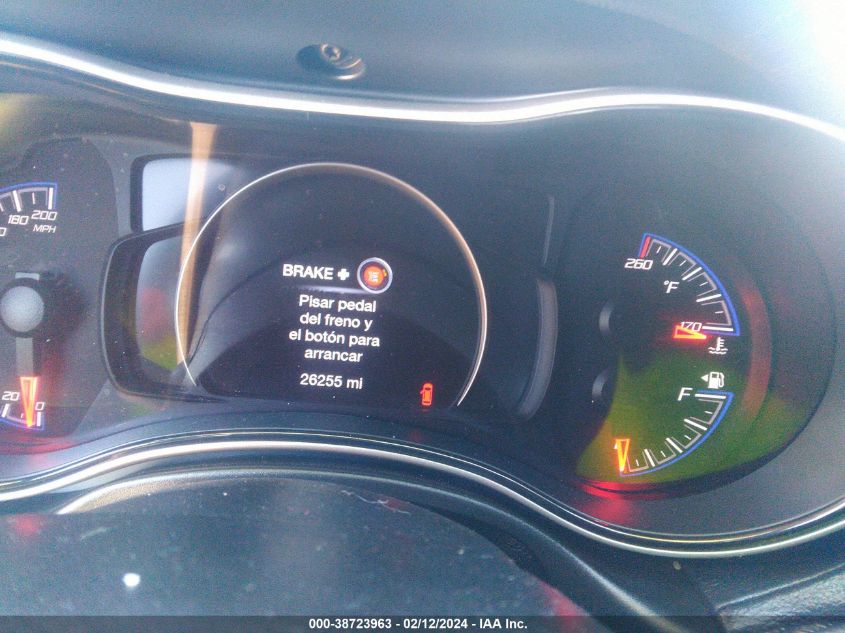 180
200
MPH
20
0
BRAKE +
Pisar pedal
del freno y
el botón para
arrancar
26255 mi
260
°F
170
F
000-38723963 - 02/12/2024 - IAA Inc.